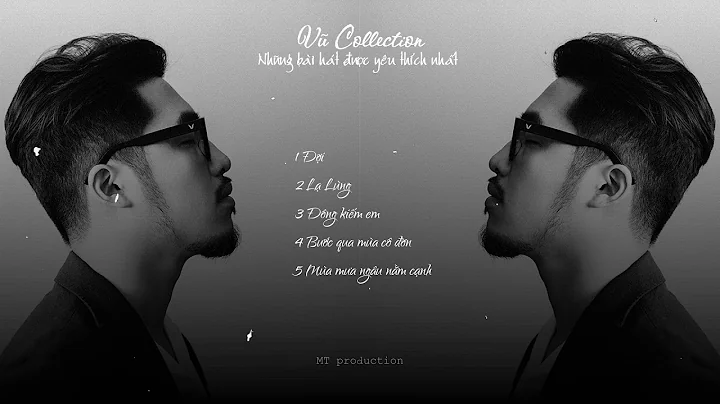 Vũ Collection
Những bài hát được yêu thích nhất
1 Đợi
2 Lạ Lùng
3 Đông kiếm em
4 Bước qua mùa cô đơn
5 Mùa mưa ngâu nằm cạnh
MT production